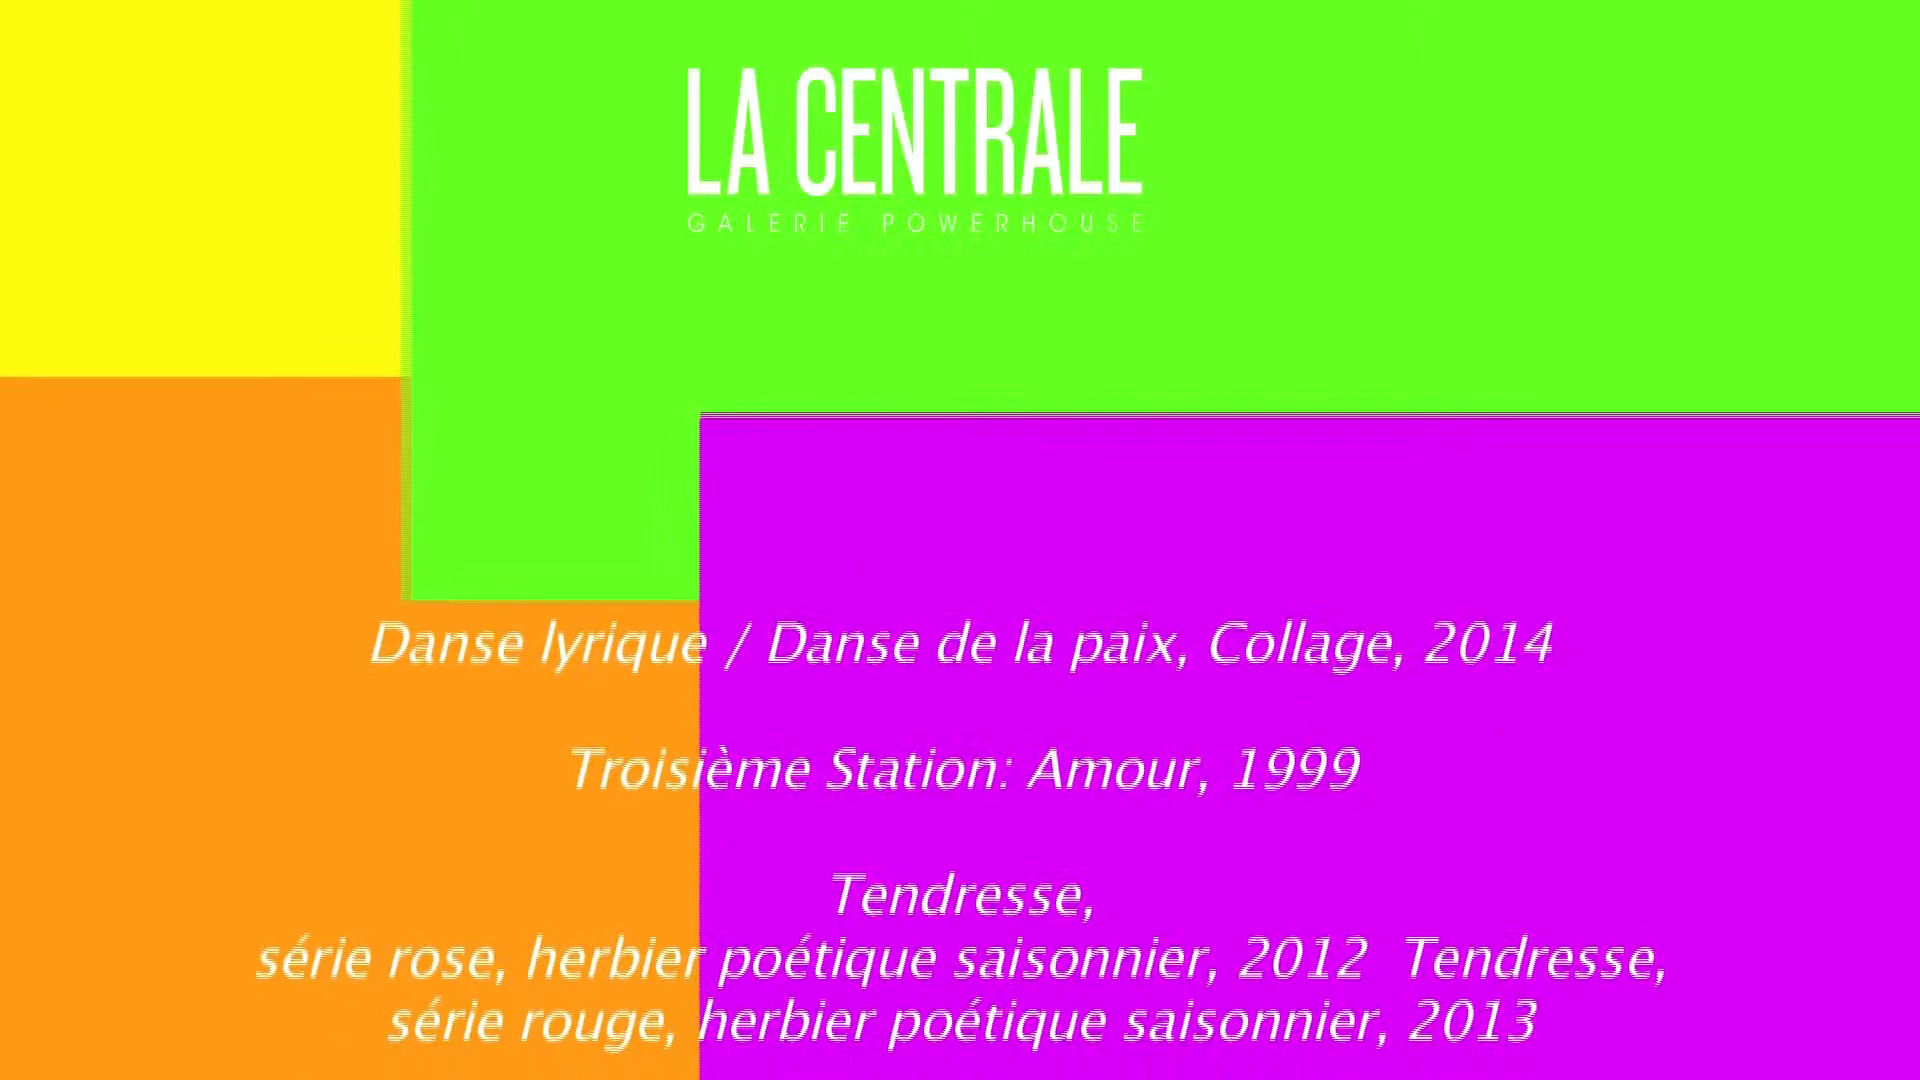 LA CENTRALE
GALERIE POWERHOUSE
Danse lyrique / Danse de la paix, Collage, 2014
Troisième Station: Amour, 1999
Tendresse,
série rose, herbier poétique saisonnier, 2012 Tendresse,
série rouge, herbier poétique saisonnier, 2013